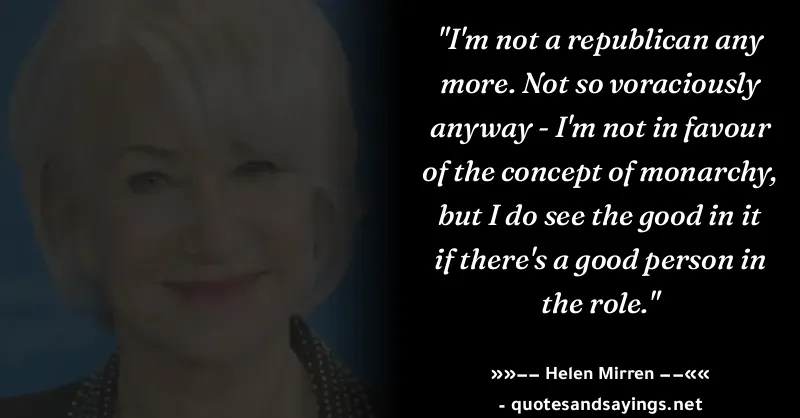 "I'm not a republican any
more. Not so voraciously
anyway - I'm not in favour
of the concept of monarchy,
but I do see the good in it
if there's a good person in
the role."
»»−− Helen Mirren −−««
- quotesandsayings.net